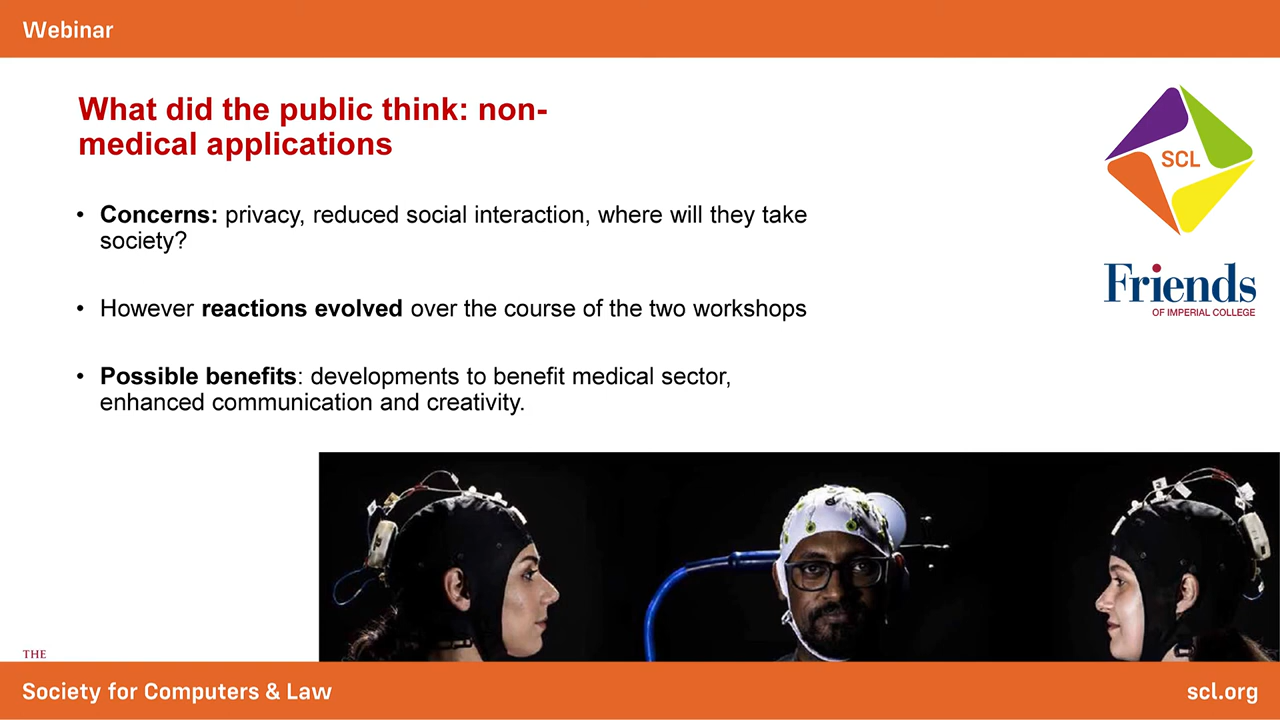 Webinar
What did the public think: non-
medical applications
• Concerns: privacy, reduced social interaction, where will they take
society?
• However reactions evolved over the course of the two workshops
• Possible benefits: developments to benefit medical sector,
enhanced communication and creativity.
SCL
Friends
OF IMPERIAL COLLEGE
THE
Society for Computers & Law
scl.org